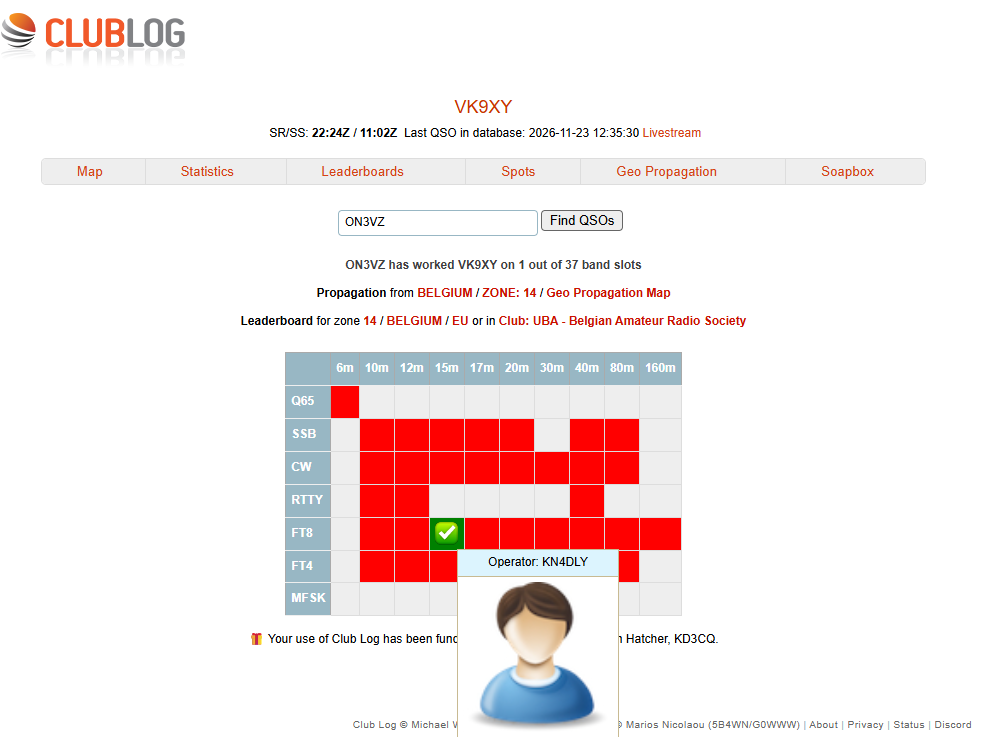 CLUBLOG
VK9XY
SR/SS: 22:24Z / 11:02Z Last QSO in database: 2026-11-23 12:35:30 Livestream
Map Statistics Leaderboards Spots Geo Propagation Soapbox
ON3VZ Find QSOs
ON3VZ has worked VK9XY on 1 out of 37 band slots
Propagation from BELGIUM / ZONE: 14 / Geo Propagation Map
Leaderboard for zone 14 / BELGIUM / EU or in Club: UBA - Belgian Amateur Radio Society
6m 10m 12m 15m 17m 20m 30m 40m 80m 160m
Q65
SSB
CW
RTTY
FT8
FT4
Operator: KN4DLY
MFSK
Your use of Club Log has been Hatcher, KD3CQ.
Club Log © Michael Marios Nicolaou (5B4WN/G0WWW) | About | Privacy | Status | Discord